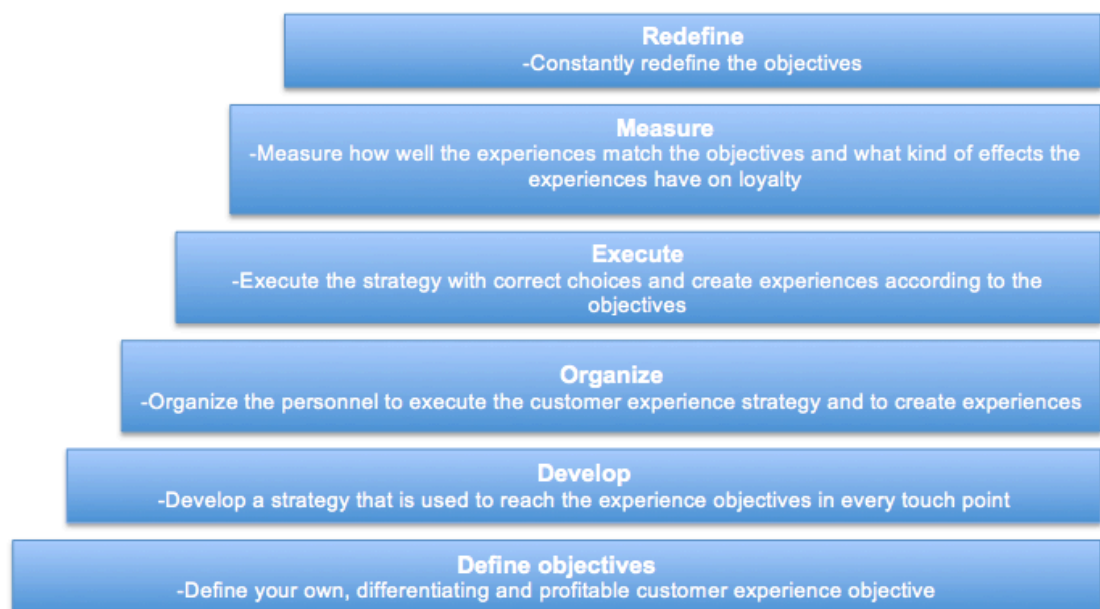 Redefine
-Constantly redefine the objectives
Measure
-Measure how well the experiences match the objectives and what kind of effects the
experiences have on loyalty
Execute
-Execute the strategy with correct choices and create experiences according to the
objectives
Organize
-Organize the personnel to execute the customer experience strategy and to create experiences
Develop
-Develop a strategy that is used to reach the experience objectives in every touch point
Define objectives
-Define your own, differentiating and profitable customer experience objective